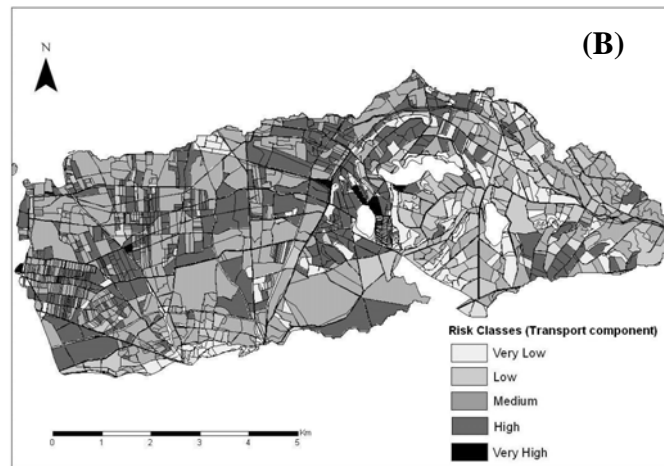 (B)
N
Risk Classes (Transport component)
Very Low
Low
Medium
High
Very High
Km
0 1 2 3 4 5